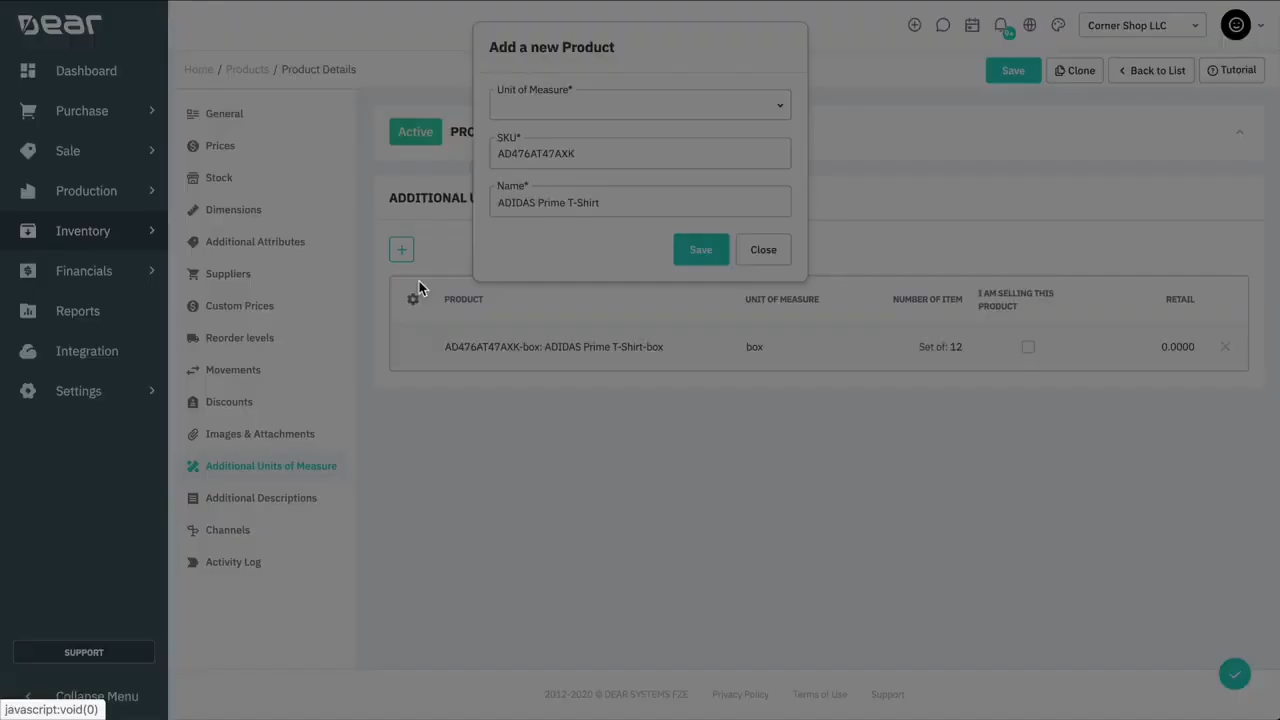 DEAR
Corner Shop LLC
9+
Home / Products / Product Details
Save
Clone
Back to List
Tutorial
Dashboard
Purchase
Sale
Production
Inventory
Financials
Reports
Integration
Settings
SUPPORT
Collapse Menu
javascript:void(0)
General
Prices
Stock
Dimensions
Additional Attributes
Suppliers
Custom Prices
Reorder levels
Movements
Discounts
Images & Attachments
Additional Units of Measure
Additional Descriptions
Channels
Activity Log
Add a new Product
Unit of Measure*
SKU*
AD476AT47AXK
Name*
ADIDAS Prime T-Shirt
Save
Close
Active
PRO
ADDITIONAL U
PRODUCT
UNIT OF MEASURE
NUMBER OF ITEM
I AM SELLING THIS
PRODUCT
RETAIL
AD476AT47AXK-box: ADIDAS Prime T-Shirt-box
box
Set of: 12
0.0000
2012-2020 © DEAR SYSTEMS FZE
Privacy Policy
Terms of Use
Support